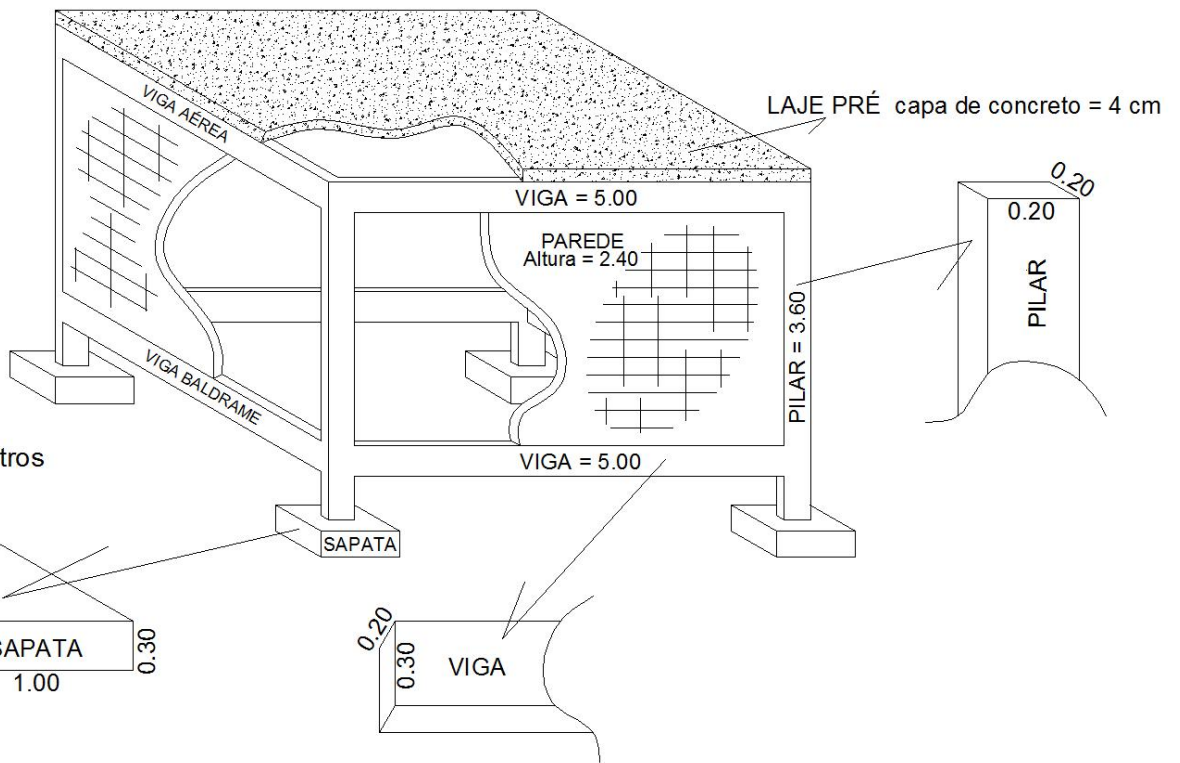 LAJE PRÉ capa de concreto = 4 cm
VIGA AÉREA
0.20
VIGA = 5.00
0.20
PAREDE
Altura = 2.40
PILAR
PILAR = 3.60
VIGA BALDRAME
VIGA = 5.00
tros
SAPATA
0.20
0.30
VIGA
SAPATA
0.30
1.00